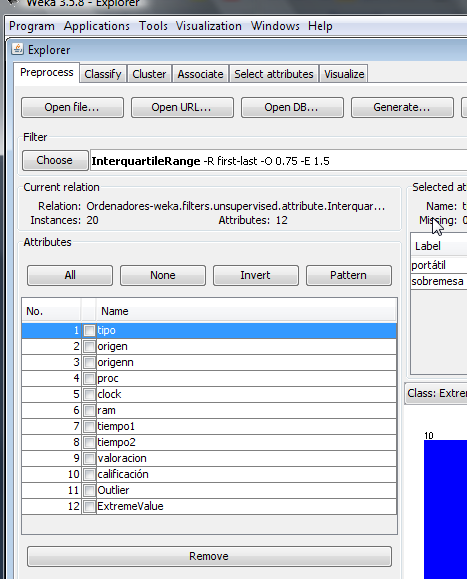 Weka 3.5.8 - Explorer
Program Applications Tools Visualization Windows Help
Explorer
Preprocess Classify Cluster Associate Select attributes Visualize
Open file... Open URL... Open DB... Generate...
Filter
Choose InterquartileRange -R first-last -O 0.75 -E 1.5
Current relation
Relation: Ordenadores-weka.filters.unsupervised.attribute.Interquar...
Instances: 20 Attributes: 12
Attributes
All None Invert Pattern
No. Name
1 tipo
2 origen
3 origenn
4 proc
5 clock
6 ram
7 tiempo1
8 tiempo2
9 valoracion
10 calificación
11 Outlier
12 ExtremeValue
Remove
Selected at
Name: t
Missing: 0
Label
portátil
sobremesa
Class: Extrem
10